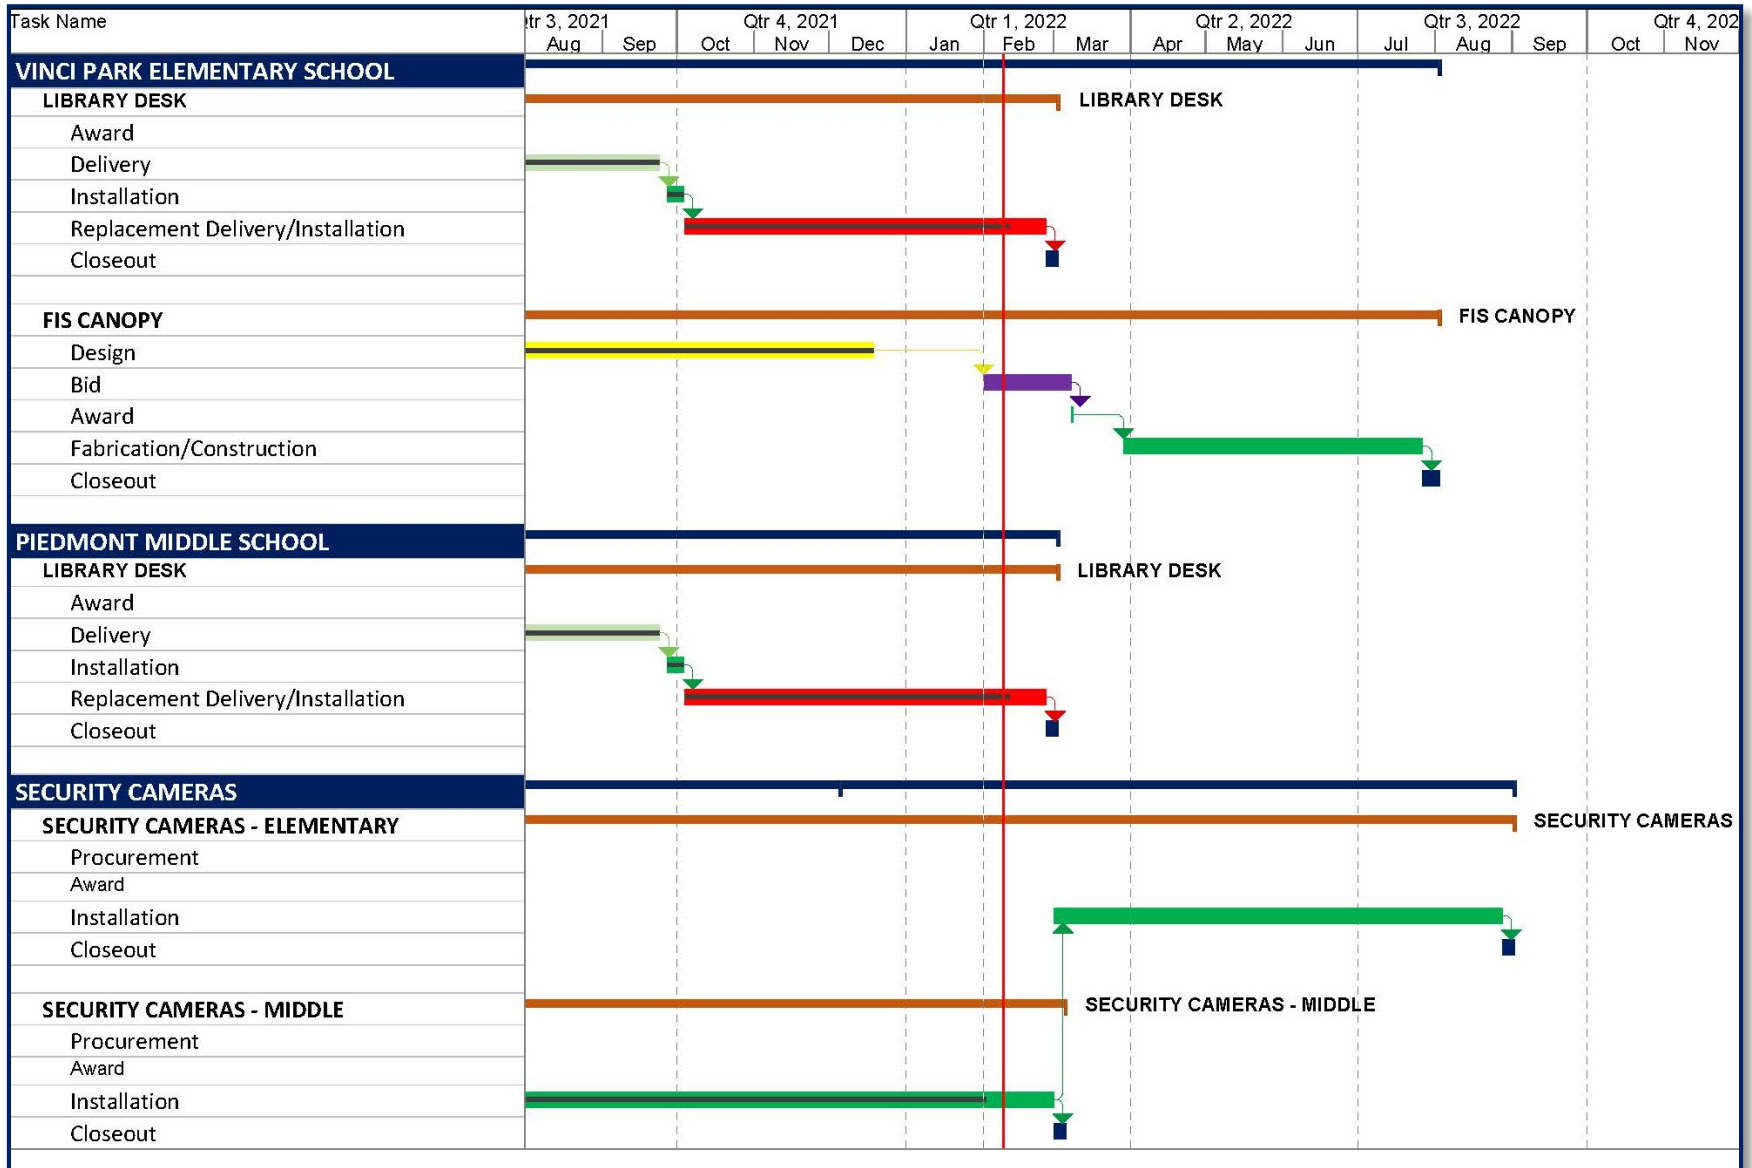 Task Name
Qtr 3, 2021 Qtr 4, 2021 Qtr 1, 2022 Qtr 2, 2022 Qtr 3, 2022 Qtr 4, 202
Aug Sep Oct Nov Dec Jan Feb Mar Apr May Jun Jul Aug Sep Oct Nov
VINCI PARK ELEMENTARY SCHOOL
LIBRARY DESK LIBRARY DESK
Award
Delivery
Installation
Replacement Delivery/Installation
Closeout
FIS CANOPY FIS CANOPY
Design
Bid
Award
Fabrication/Construction
Closeout
PIEDMONT MIDDLE SCHOOL
LIBRARY DESK LIBRARY DESK
Award
Delivery
Installation
Replacement Delivery/Installation
Closeout
SECURITY CAMERAS
SECURITY CAMERAS - ELEMENTARY SECURITY CAMERAS
Procurement
Award
Installation
Closeout
SECURITY CAMERAS - MIDDLE SECURITY CAMERAS - MIDDLE
Procurement
Award
Installation
Closeout